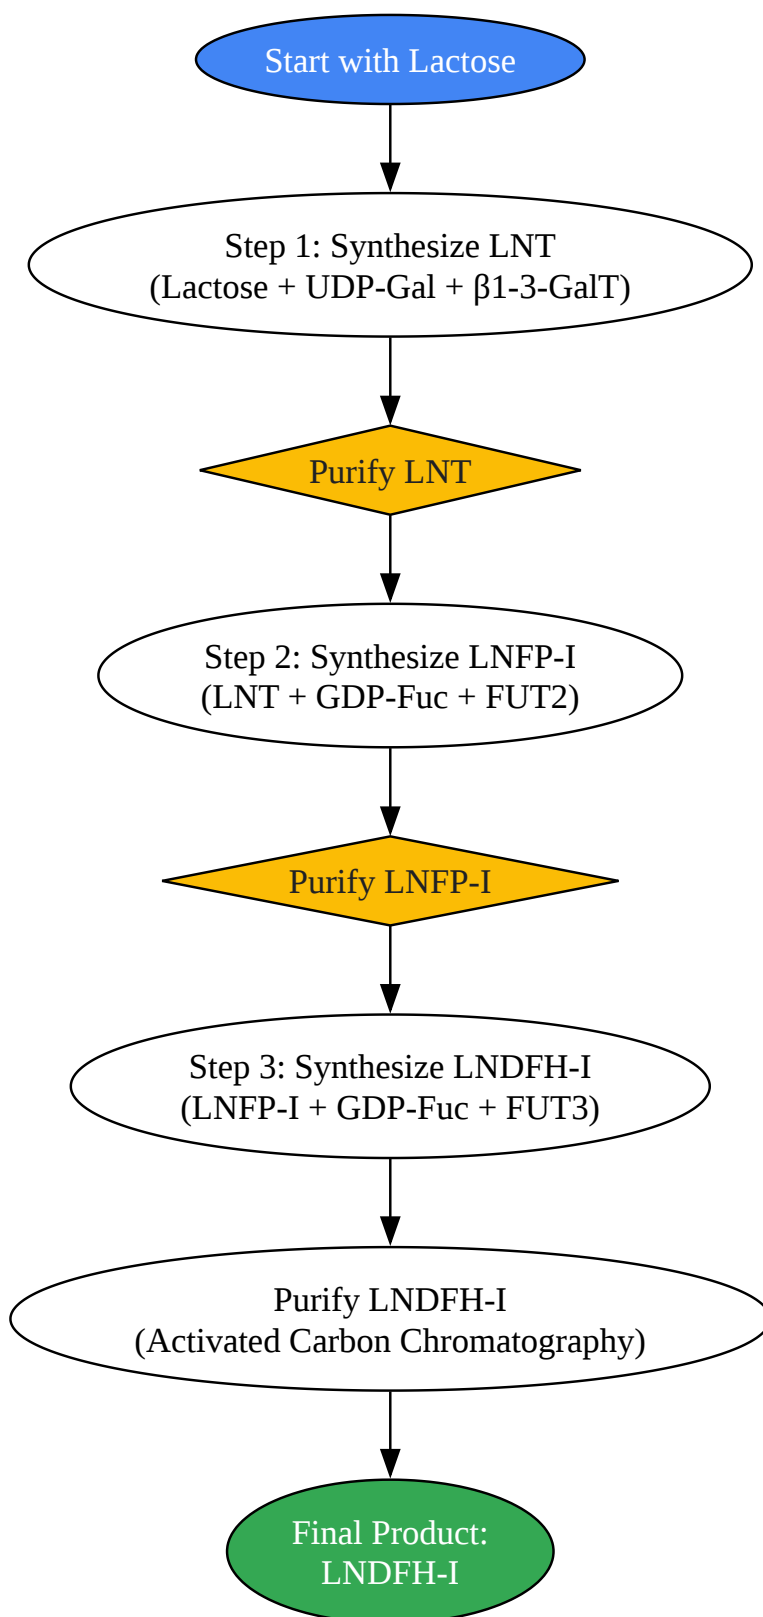 Start with Lactose
Step 1: Synthesize LNT
(Lactose + UDP-Gal + β1-3-GalT)
Purify LNT
Step 2: Synthesize LNFP-I
(LNT + GDP-Fuc + FUT2)
Purify LNFP-I
Step 3: Synthesize LNDFH-I
(LNFP-I + GDP-Fuc + FUT3)
Purify LNDFH-I
(Activated Carbon Chromatography)
Final Product:
LNDFH-I